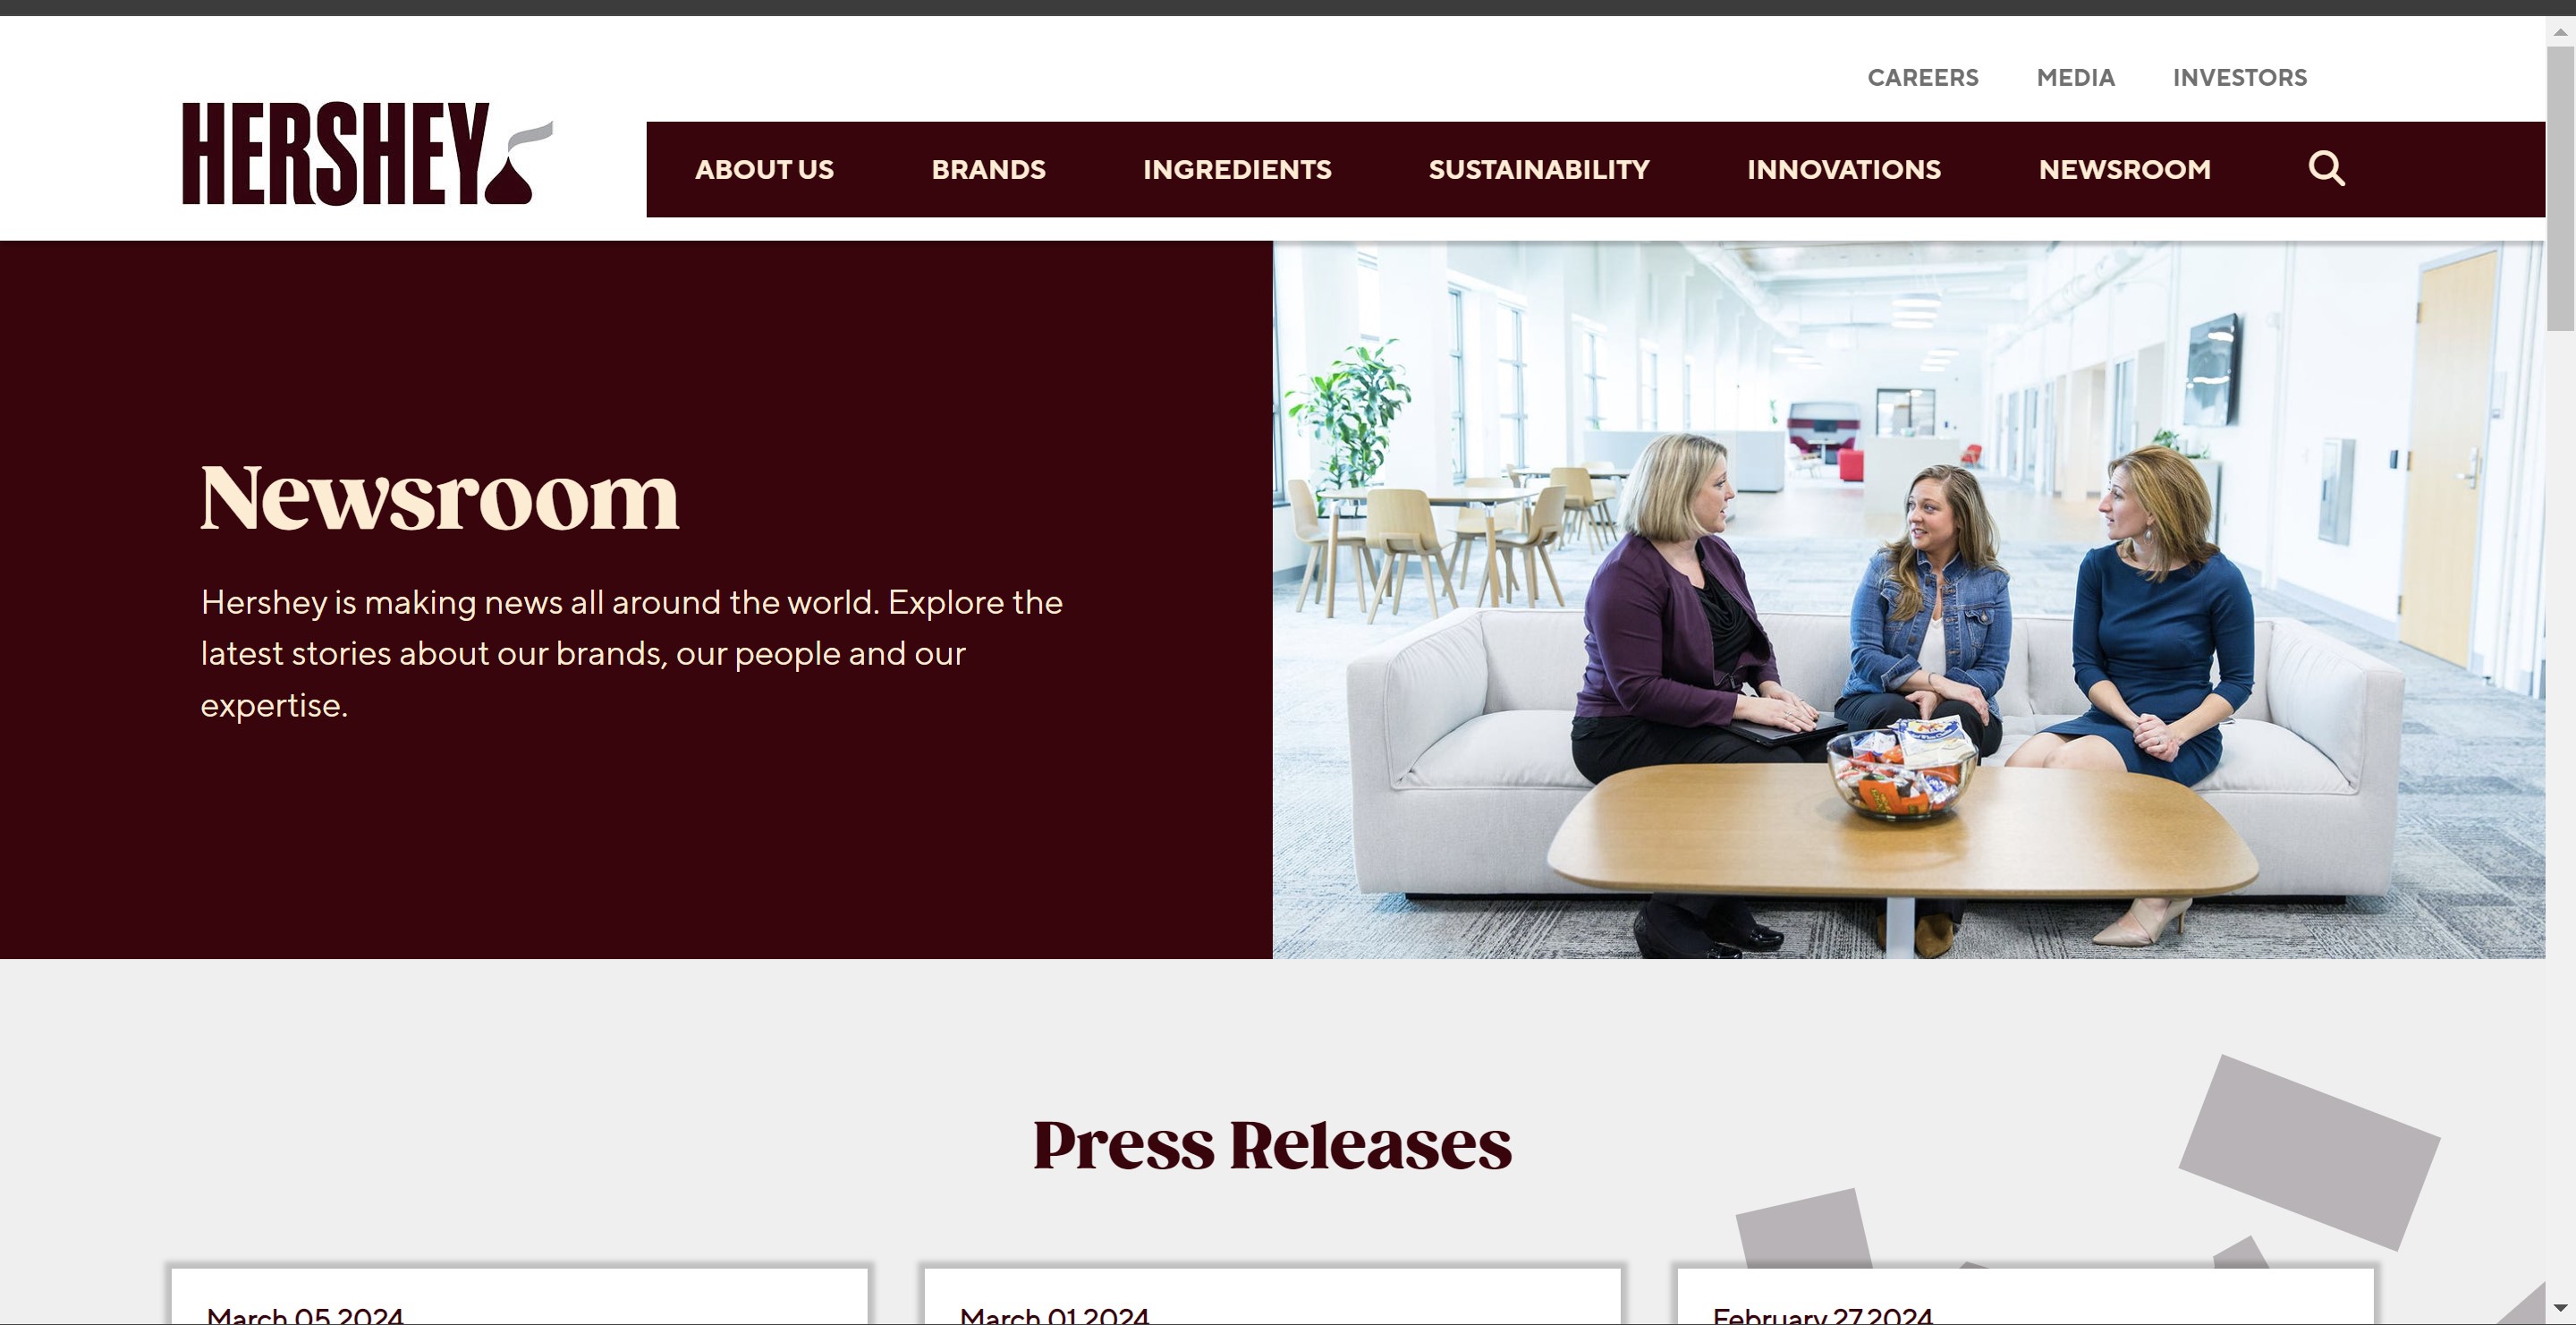 CAREERS MEDIA INVESTORS
HERSHEY
ABOUT US BRANDS INGREDIENTS SUSTAINABILITY INNOVATIONS NEWSROOM
Newsroom
Hershey is making news all around the world. Explore the
latest stories about our brands, our people and our
expertise.
Press Releases
March 05 2024
March 01 2024
February 27 2024